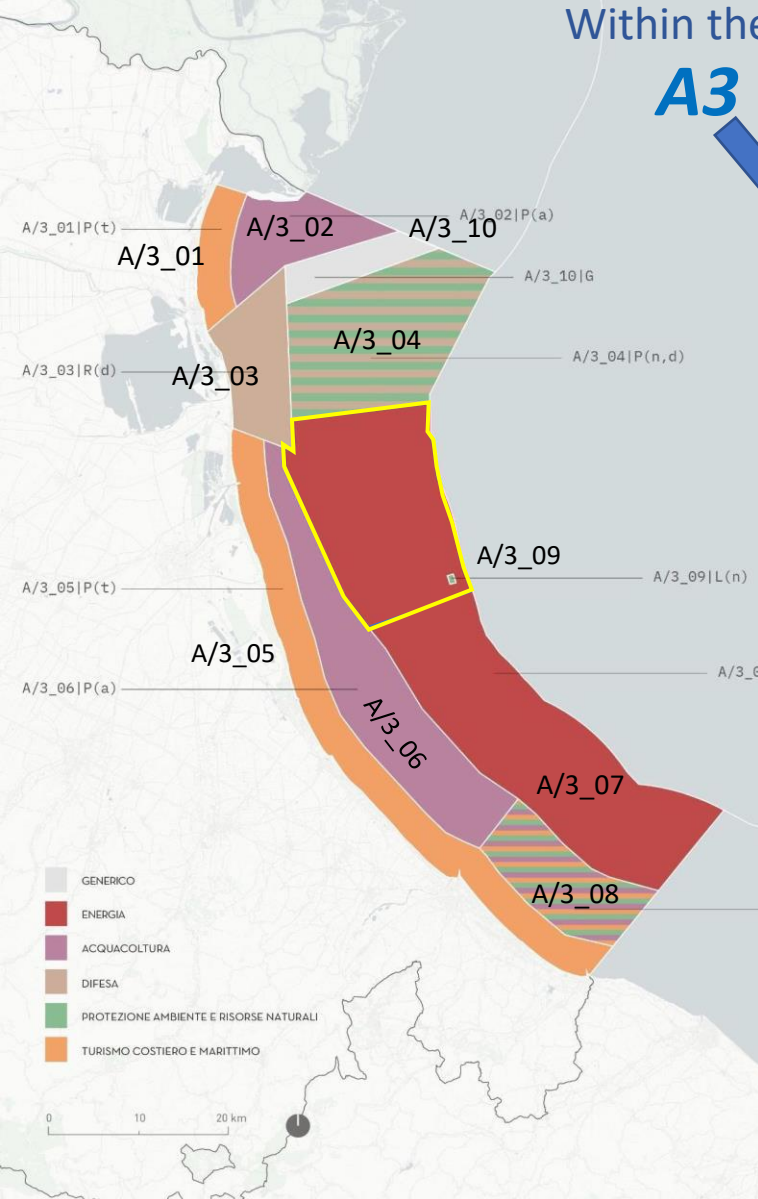 Within the
A3
A/3_02|P(a)
A/3_01|P(t)
A/3_02
A/3_10
A/3_01
A/3_10|G
A/3_04
A/3_04|P(n,d)
A/3_03|R(d)
A/3_03
A/3_09
A/3_09|L(n)
A/3_05|P(t)
A/3_05
A/3_0
A/3_06|P(a)
A/3_06
A/3_07
A/3_08
GENERICO
ENERGIA
ACQUACOLTURA
DIFESA
PROTEZIONE AMBIENTE E RISORSE NATURALI
TURISMO COSTIERO E MARITTIMO
0 10 20 km